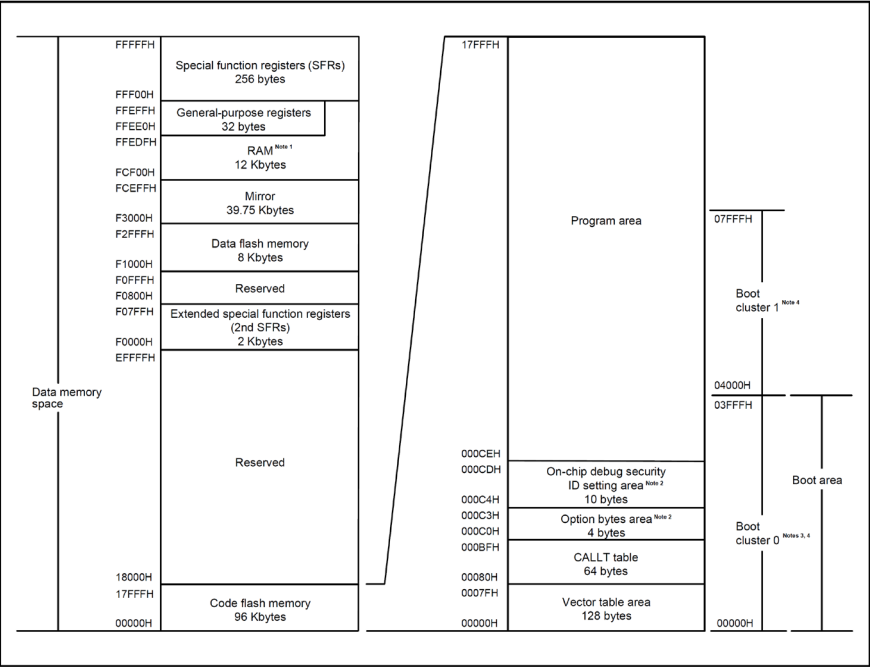 FFFFFH
Special function registers (SFRs)
256 bytes
FFF00H
FFEFFH
General-purpose registers
32 bytes
FFEE0H
FFEDFH
RAM Note 1
12 Kbytes
FCF00H
FCEFFH
Mirror
39.75 Kbytes
F3000H
F2FFFH
Data flash memory
8 Kbytes
F1000H
F0FFFH
Reserved
F0800H
F07FFH
Extended special function registers
(2nd SFRs)
2 Kbytes
F0000H
EFFFFH
Data memory
space
Reserved
18000H
17FFFH
Code flash memory
96 Kbytes
00000H
17FFFH
Program area
000CEH
000CDH
On-chip debug security
ID setting area Note 2
10 bytes
000C4H
000C3H
Option bytes area Note 2
4 bytes
000C0H
000BFH
CALLT table
64 bytes
00080H
0007FH
Vector table area
128 bytes
00000H
07FFFH
Boot
cluster 1 Note 4
04000H
03FFFH
Boot area
Boot
cluster 0 Notes 3, 4
00000H